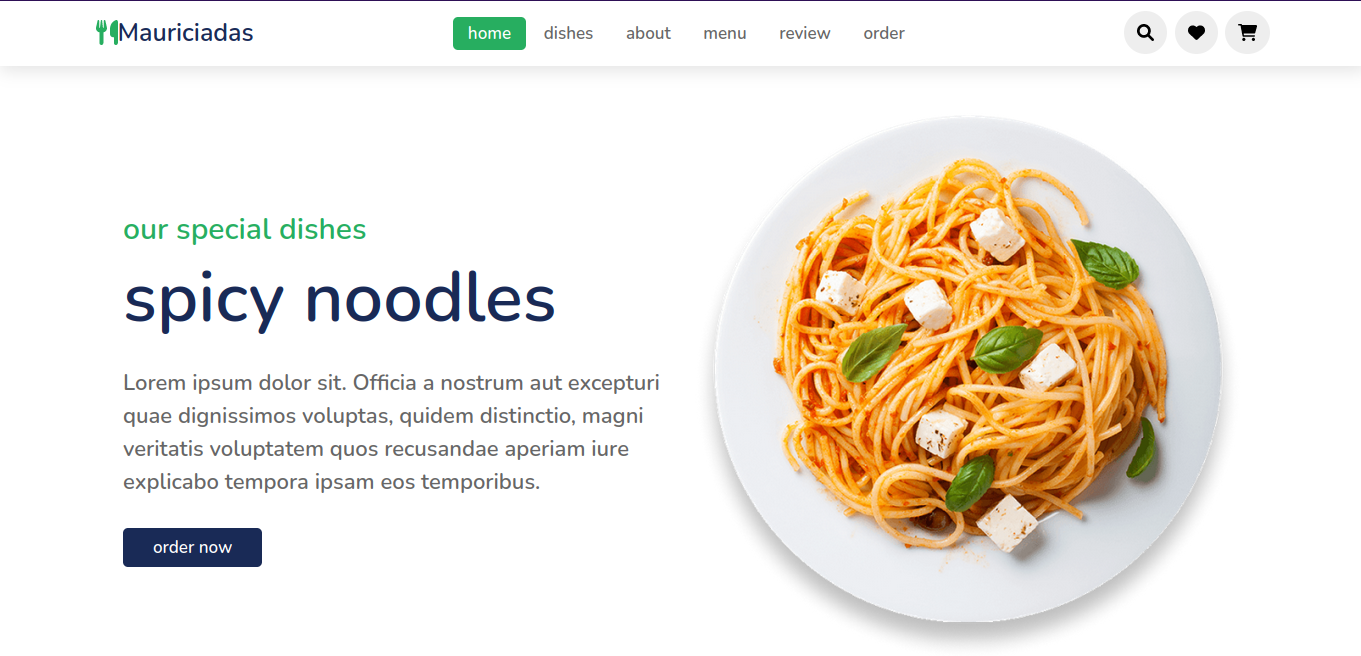 Mauriciadas
home dishes about menu review order
our special dishes
spicy noodles
Lorem ipsum dolor sit. Officia a nostrum aut excepturi
quae dignissimos voluptas, quidem distinctio, magni
veritatis voluptatem quos recusandae aperiam iure
explicabo tempora ipsam eos temporibus.
order now